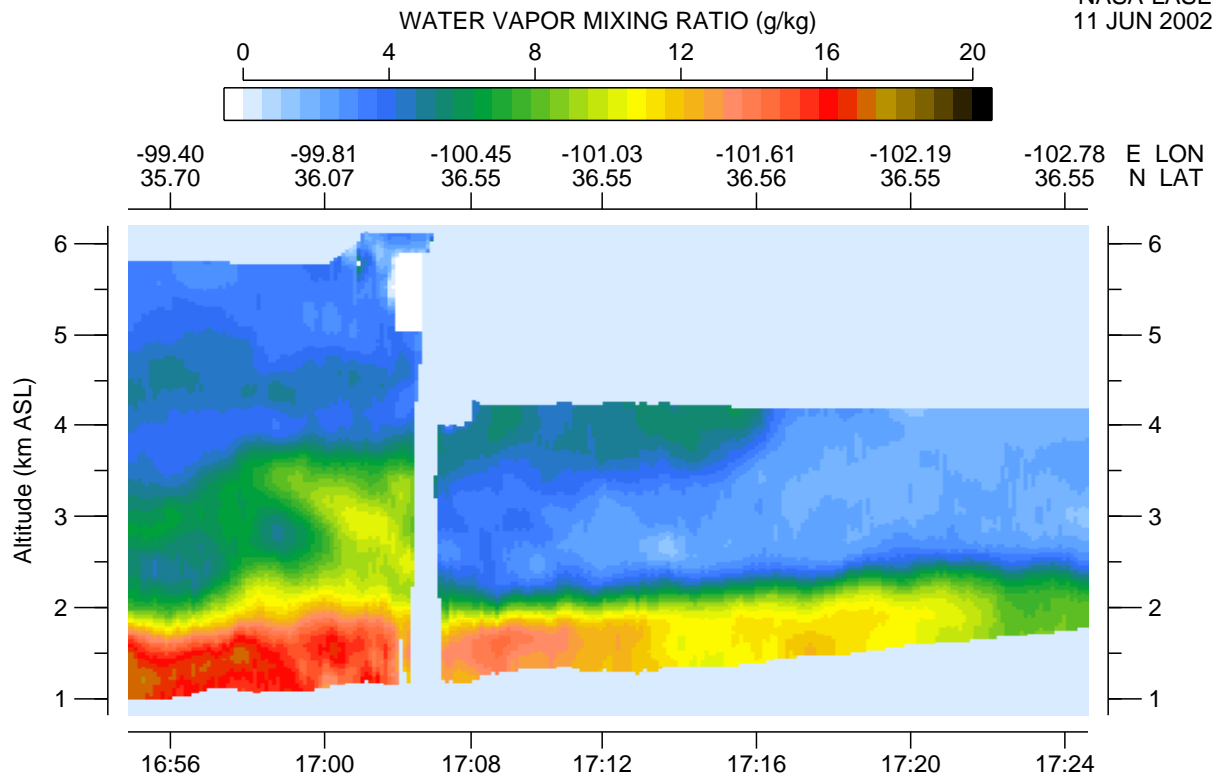 NASA LASE
WATER VAPOR MIXING RATIO (g/kg)
11 JUN 2002
0 4 8 12 16 20
-99.40 -99.81 -100.45 -101.03 -101.61 -102.19 -102.78 E LON
35.70 36.07 36.55 36.55 36.56 36.55 36.55 N LAT
6 6
5 5
4 4
3 3
2 2
1 1
Altitude (km ASL)
16:56 17:00 17:08 17:12 17:16 17:20 17:24